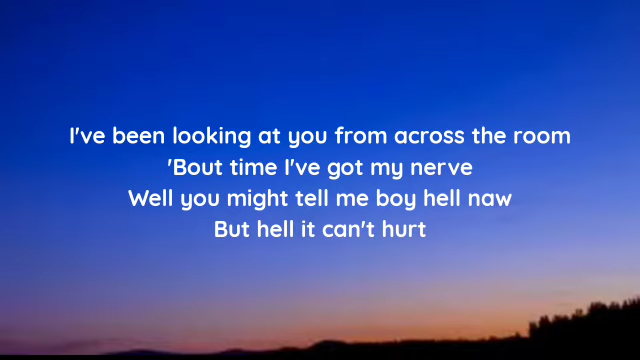 I've been looking at you from across the room
'Bout time I've got my nerve
Well you might tell me boy hell naw
But hell it can't hurt